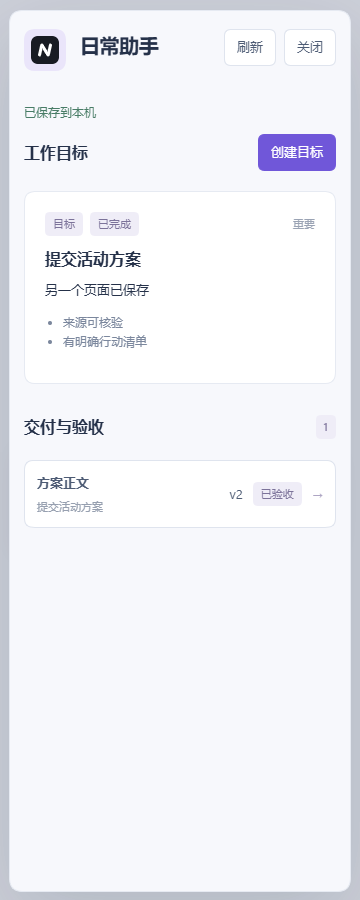 N
日常助手
刷新
关闭
已保存到本机
工作目标
创建目标
目标
已完成
重要
提交活动方案
另一个页面已保存
• 来源可核验
• 有明确行动清单
交付与验收
1
方案正文
提交活动方案
v2
已验收
→